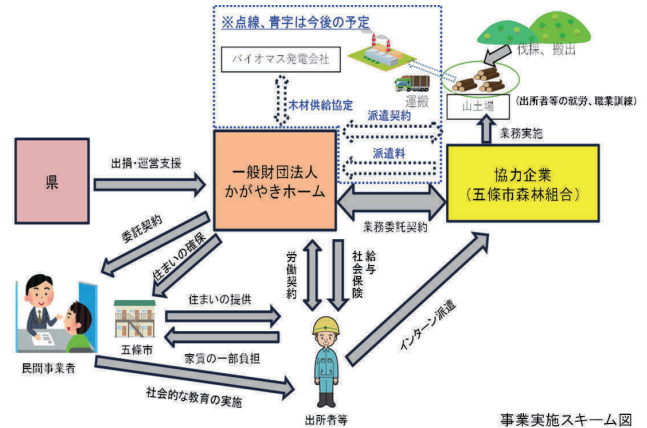 ※点線、青字は今後の予定
バイオマス発電会社
伐採、搬出
運搬
山土場
(出所者等の就労、職業訓練)
木材供給協定
派遣契約
派遣料
業務実施
県
出捐・運営支援
一般財団法人
かがやきホーム
協力企業
(五條市森林組合)
業務委託契約
委託契約
住まいの確保
労働契約
給与
社会保険
インターン派遣
住まいの提供
五條市
家賃の一部負担
民間事業者
社会的な教育の実施
出所者等
事業実施スキーム図